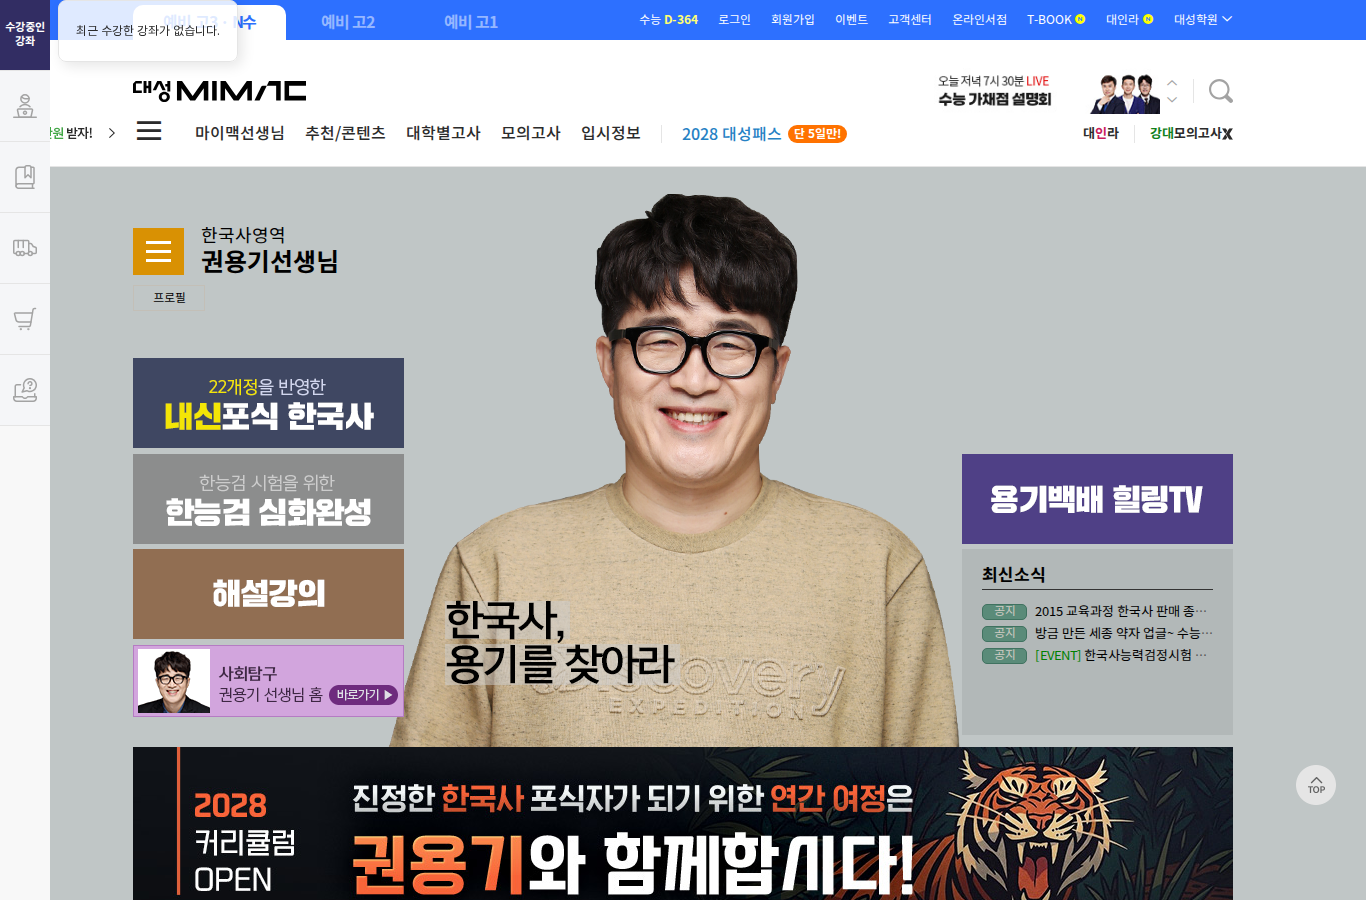 수강중인
강좌
최근 수강한 강좌가 없습니다.
N수
예비 고2
예비 고1
수능 D-364
로그인
회원가입
이벤트
고객센터
온라인서점
T-BOOK N
대인라 N
대성학원
대성MIMAC
오늘 저녁 7시 30분 LIVE
수능 가채점 설명회
받자!
마이맥선생님
추천/콘텐츠
대학별고사
모의고사
입시정보
2028 대성패스
단 5일만!
대인라
강대모의고사X
한국사영역
권용기선생님
프로필
22개정을 반영한
내신포식 한국사
한능검 시험을 위한
한능검 심화완성
해설강의
사회탐구
권용기 선생님 홈 바로가기 ▶
한국사,
용기를 찾아라
Discovery
EXPEDITION
용기백배 힐링TV
최신소식
공지 2015 교육과정 한국사 판매 종…
공지 방금 만든 세종 약자 업글~ 수능…
공지 [EVENT] 한국사능력검정시험 …
TOP
2028
커리큘럼
OPEN
진정한 한국사 포식자가 되기 위한 연간 여정은
권용기와 함께합시다!